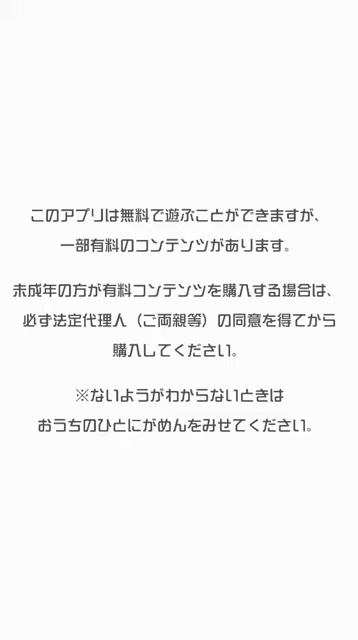 このアプリは無料で遊ぶことができますが、
一部有料のコンテンツがあります。
未成年の方が有料コンテンツを購入する場合は、
必ず法定代理人（ご両親等）の同意を得てから
購入してください。
※ないようがわからないときは
おうちのひとにがめんをみせてください。